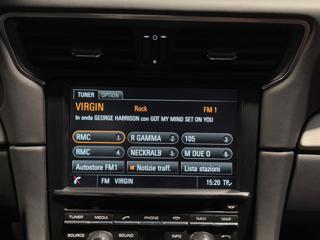 TUNER OPTION
VIRGIN Rock FM 1
In onda GEORGE HARRISON con GOT MY MIND SET ON YOU
RMC 1 R GAMMA 2 105 3
RMC 4 NECKRALB 5 M DUE O 6
Autostore FM1 Notizie traff. Lista stazioni
FM VIRGIN 15:20 TR
TUNER MEDIA PHONE NAVI MAP
SOURCE SOUND INFO CAR